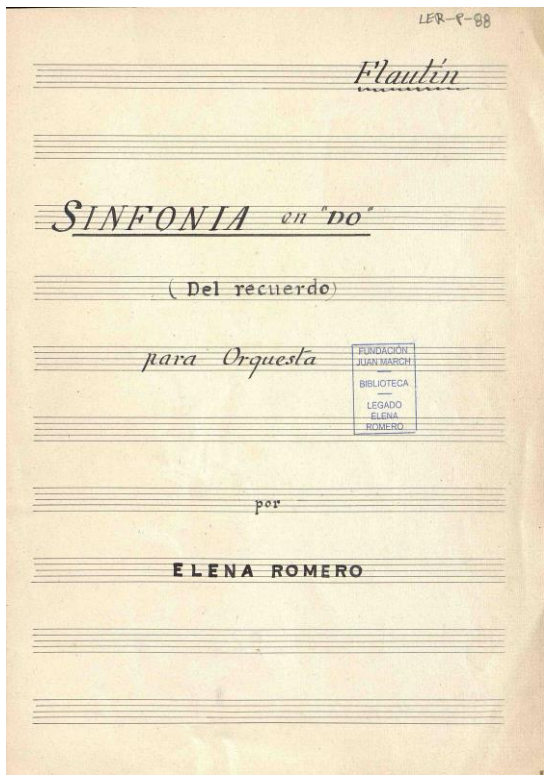 LER-P-88
Flautín
SINFONIA en "DO"
(Del recuerdo)
para Orquesta
FUNDACIÓN
JUAN MARCH
BIBLIOTECA
LEGADO
ELENA
ROMERO
por
ELENA ROMERO